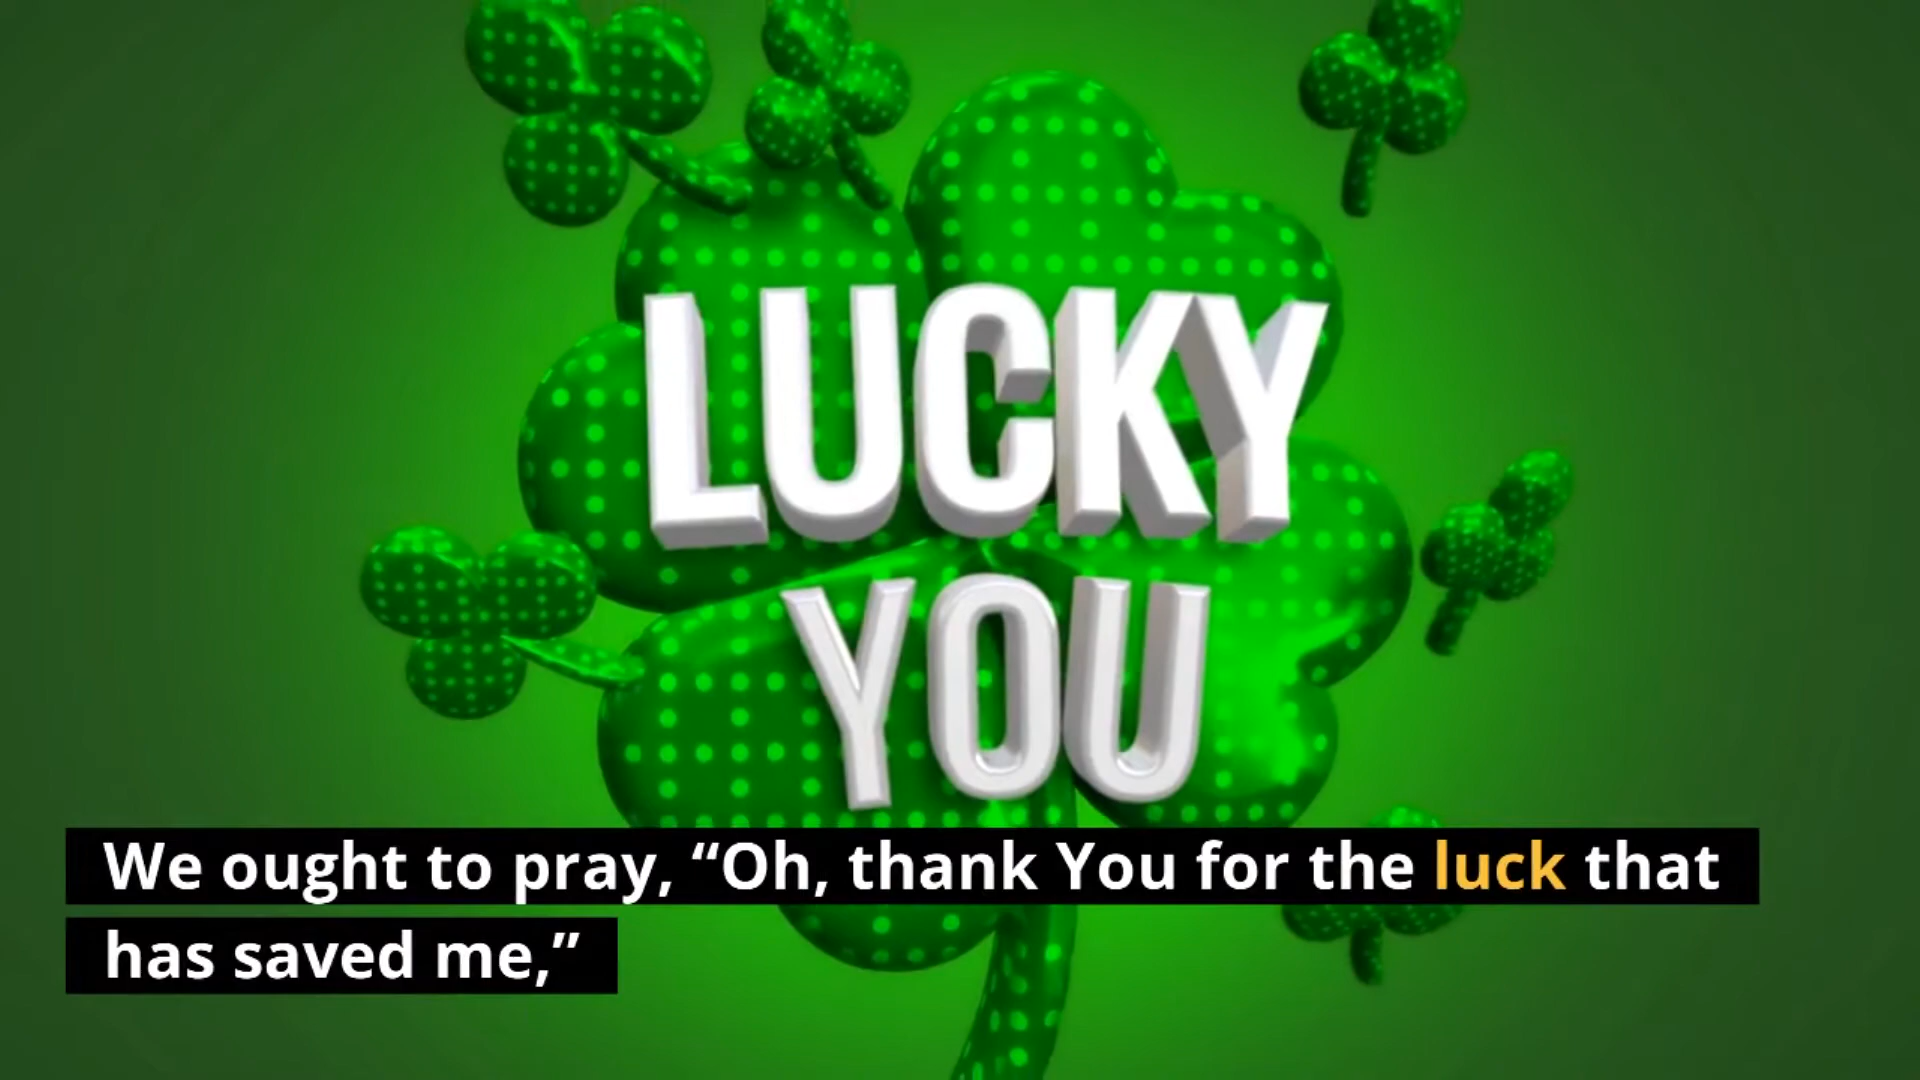 LUCKY
YOU
We ought to pray, “Oh, thank You for the luck that
has saved me,”